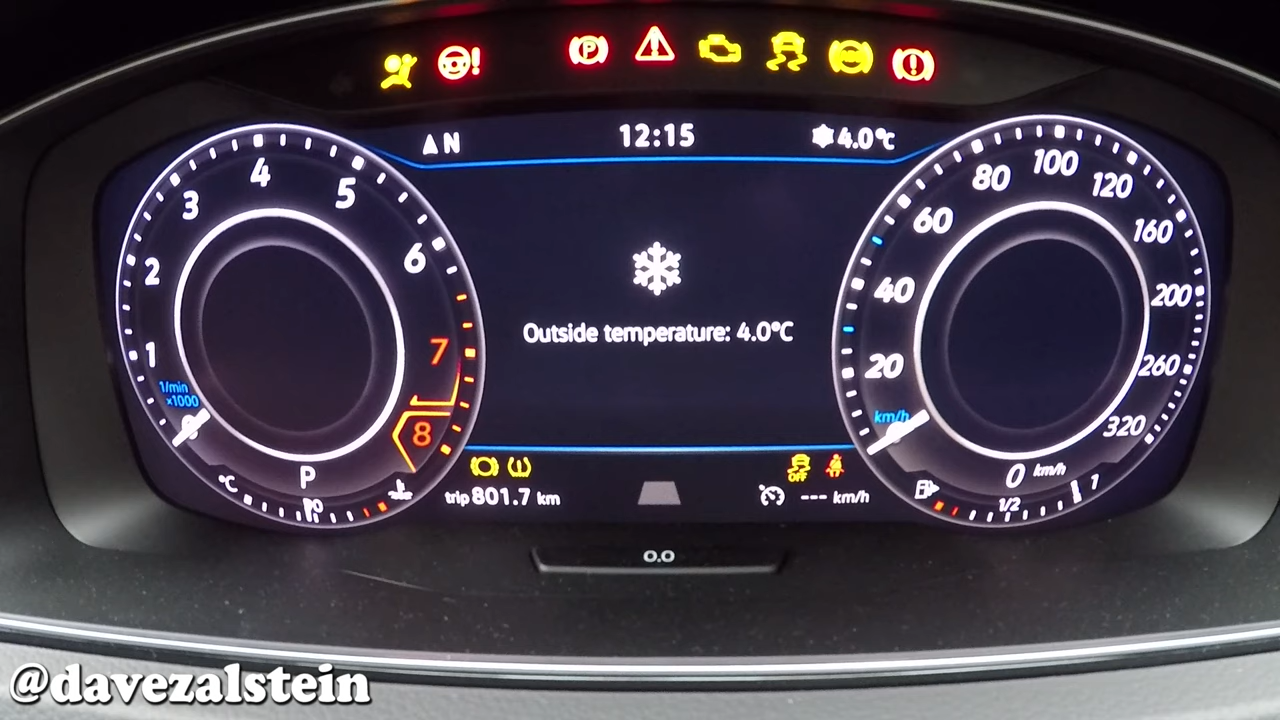 P
N
12:15
4.0°C
1
2
3
4
5
6
7
8
1/min
x1000
P
°C
90
Outside temperature: 4.0°C
20
40
60
80
100
120
160
200
260
320
km/h
0 km/h
1/2
1
OFF
trip 801.7 km
--- km/h
0.0
@davezalstein